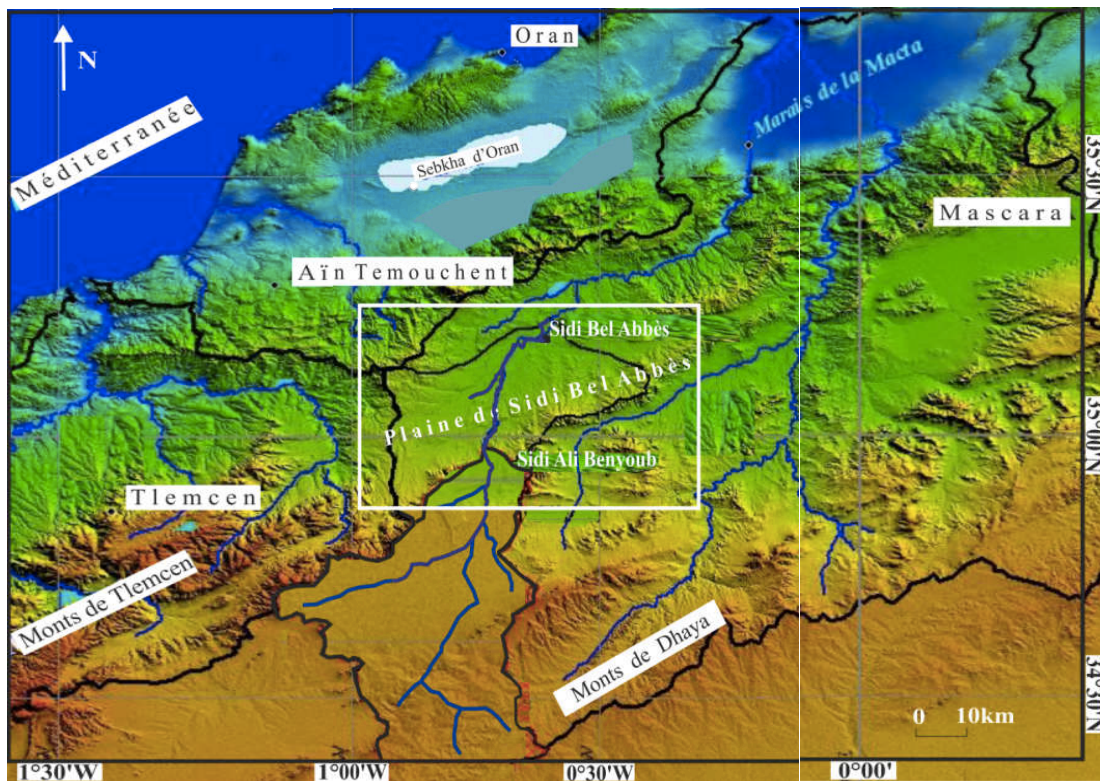 Oran
N
Marais de la Macta
Méditerranée
Sebkha d'Oran
35°30'N
Mascara
Aïn Temouchent
Sidi Bel Abbès
Plaine de Sidi Bel Abbès
35°00'N
Sidi Ali Benyoub
Tlemcen
Monts de Tlemcen
Monts de Dhaya
34°30'N
0 10km
1°30'W 1°00'W 0°30'W 0°00'